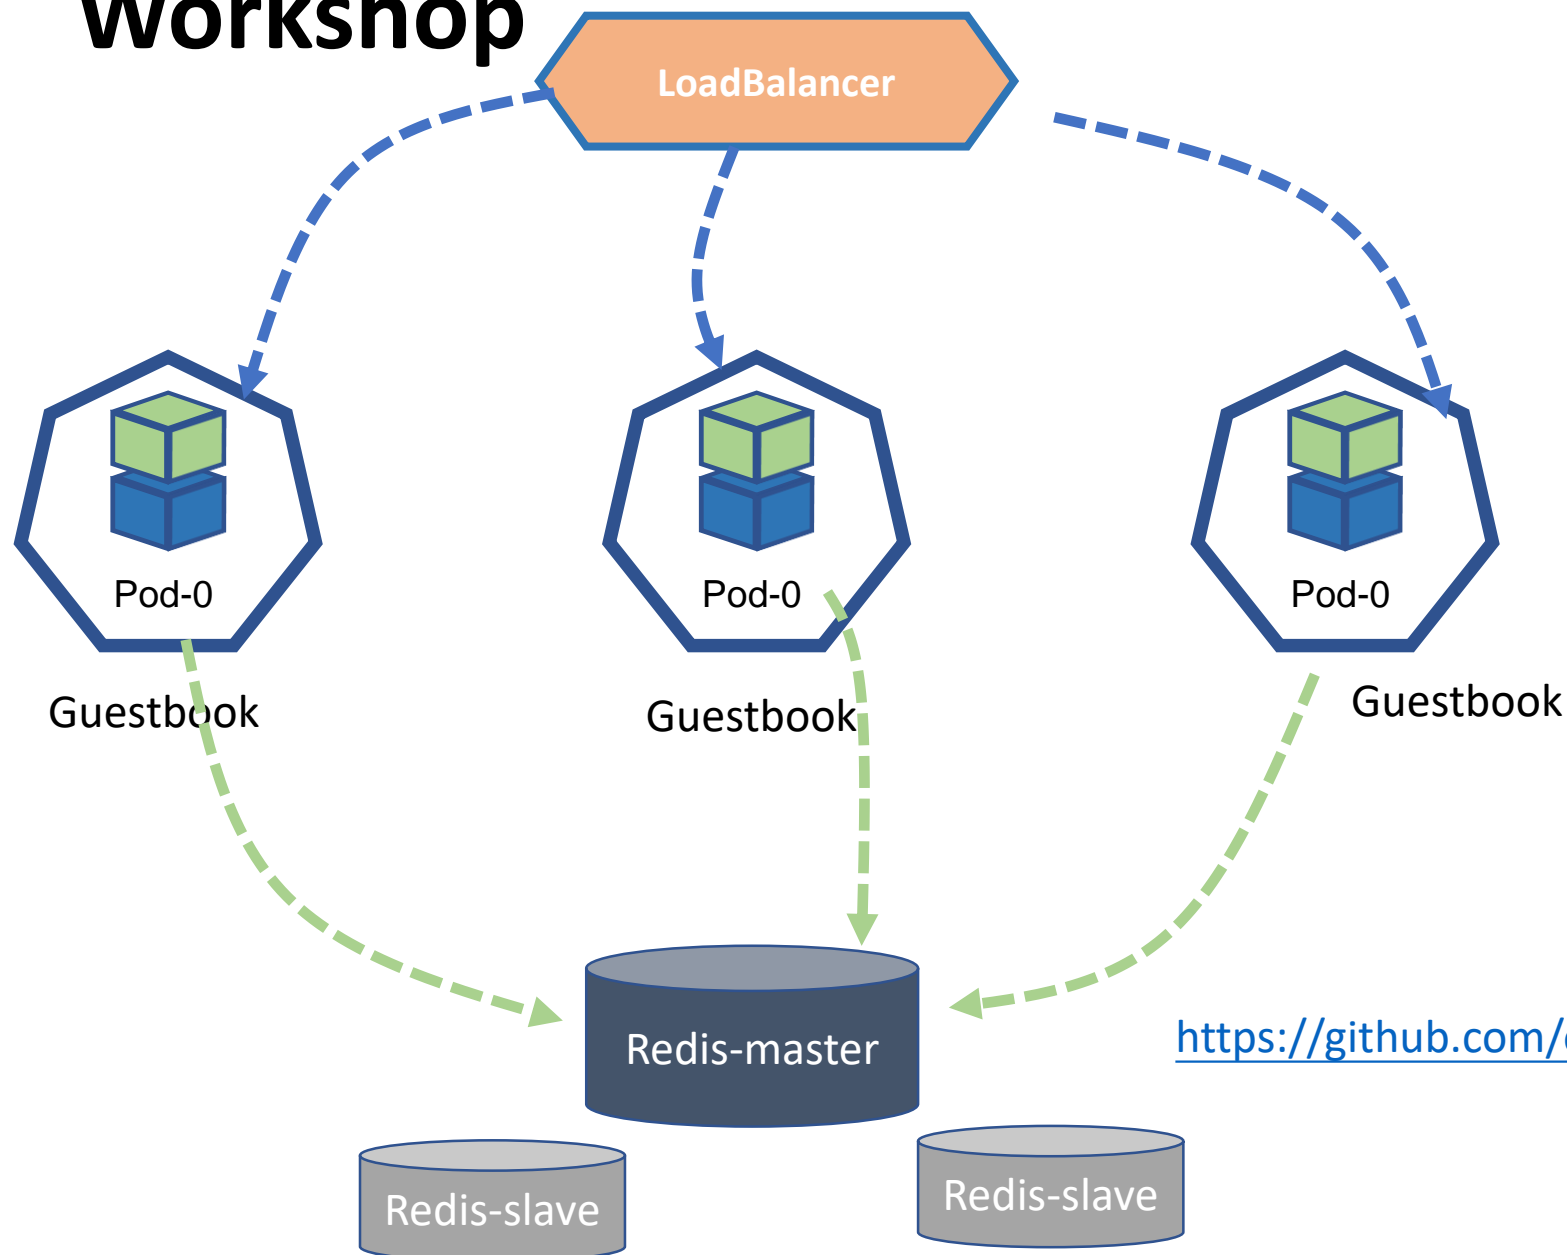 Workshop
LoadBalancer
Pod-0
Pod-0
Pod-0
Guestbook
Guestbook
Guestbook
Redis-master
https://github.com/
Redis-slave
Redis-slave